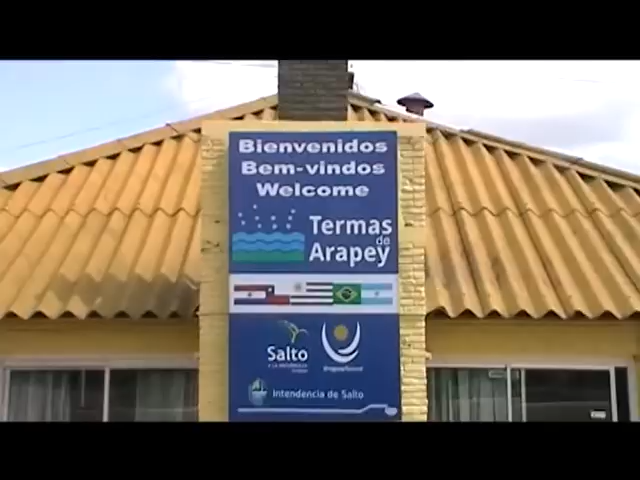 Bienvenidos
Bem-vindos
Welcome
Termas
de
Arapey
Salto
Intendencia de Salto